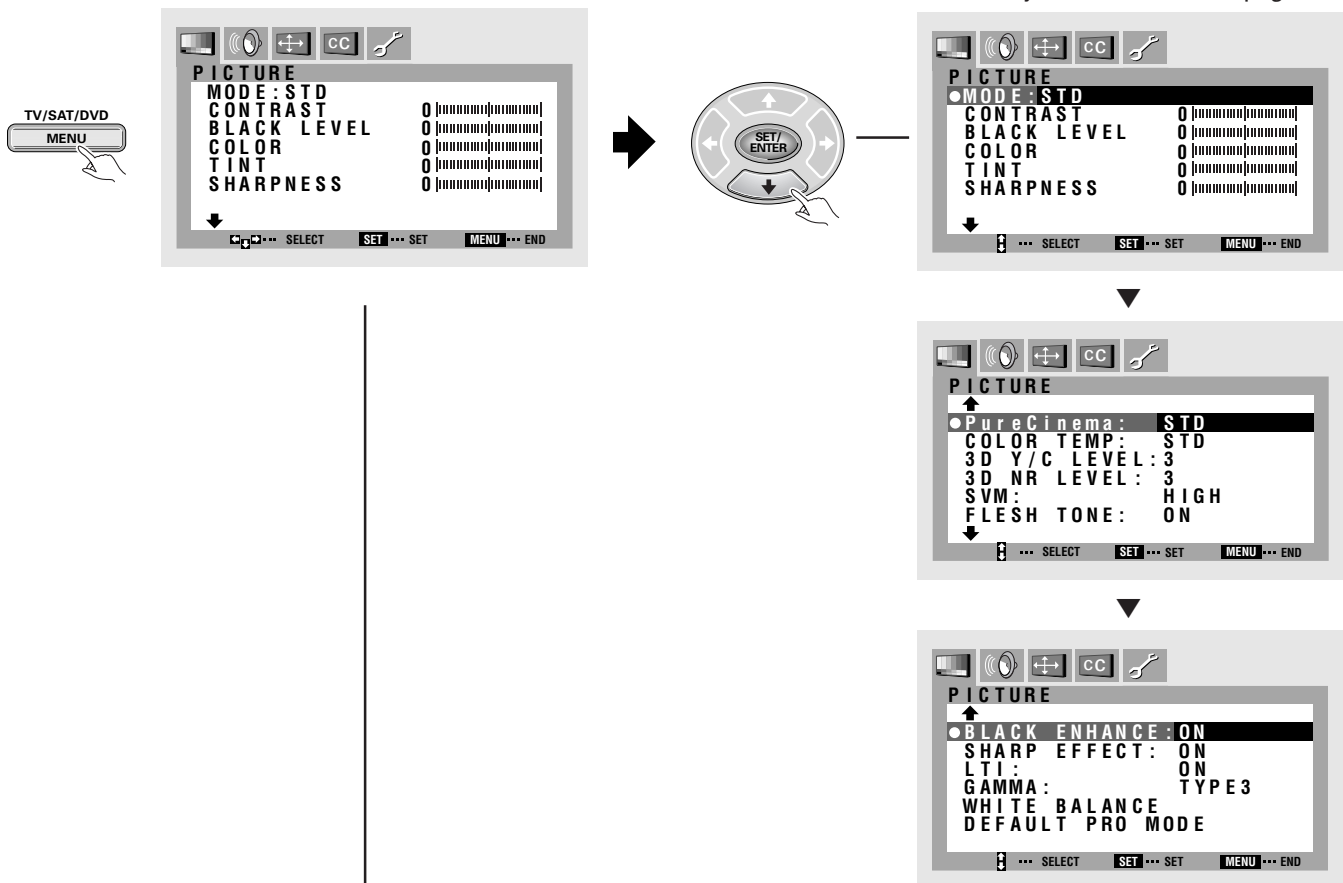 TV/SAT/DVD
MENU
CC
PICTURE
MODE:STD
CONTRAST 0
BLACK LEVEL 0
COLOR 0
TINT 0
SHARPNESS 0
SELECT SET SET MENU END
SET/
ENTER
CC
PICTURE
MODE:STD
CONTRAST 0
BLACK LEVEL 0
COLOR 0
TINT 0
SHARPNESS 0
SELECT SET SET MENU END
CC
PICTURE
PureCinema: STD
COLOR TEMP: STD
3D Y/C LEVEL:3
3D NR LEVEL: 3
SVM: HIGH
FLESH TONE: ON
SELECT SET SET MENU END
CC
PICTURE
BLACK ENHANCE:ON
SHARP EFFECT: ON
LTI: ON
GAMMA: TYPE3
WHITE BALANCE
DEFAULT PRO MODE
SELECT SET SET MENU END